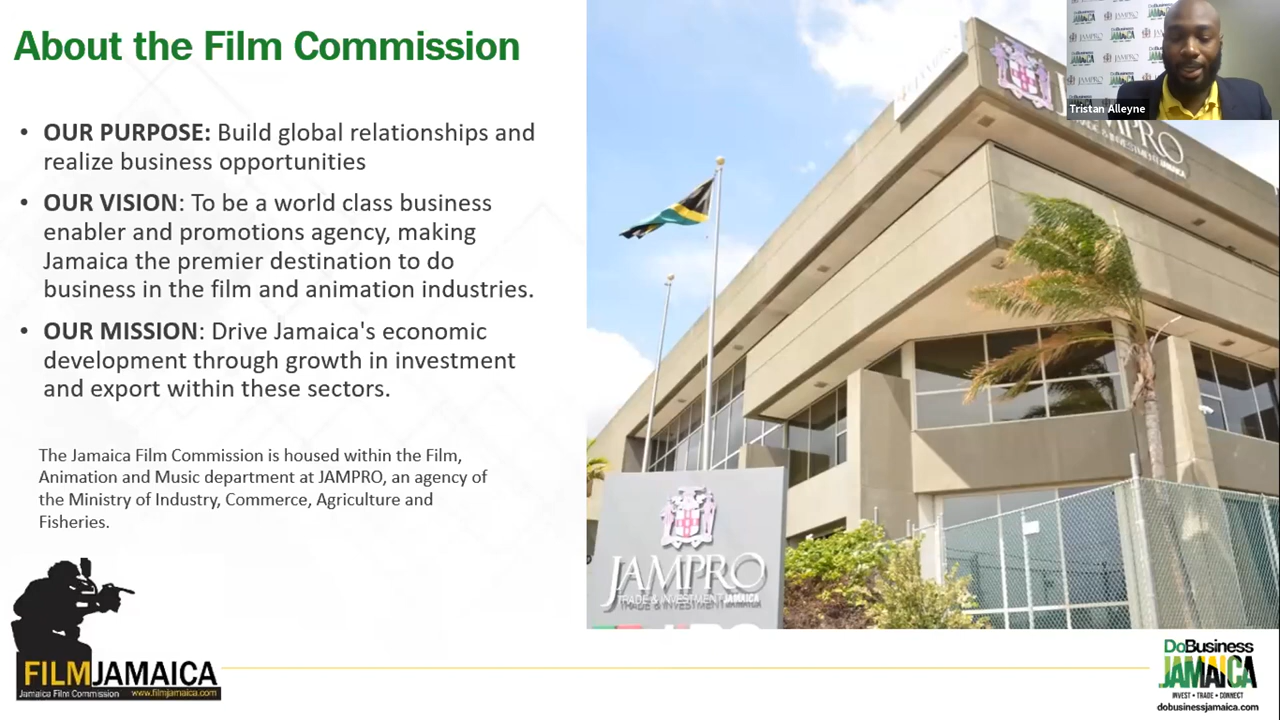 About the Film Commission
• OUR PURPOSE: Build global relationships and
realize business opportunities
• OUR VISION: To be a world class business
enabler and promotions agency, making
Jamaica the premier destination to do
business in the film and animation industries.
• OUR MISSION: Drive Jamaica's economic
development through growth in investment
and export within these sectors.
The Jamaica Film Commission is housed within the Film,
Animation and Music department at JAMPRO, an agency of
the Ministry of Industry, Commerce, Agriculture and
Fisheries.
FILMJAMAICA
Jamaica Film Commission www.filmjamaica.com
JAMPRO
TRADE & INVESTMENT JAMAICA
JAMPRO
TRADE & INVESTMENT JAMAICA
Tristan Alleyne
DoBusiness
JAMAICA
INVEST • TRADE • CONNECT
dobusinessjamaica.com